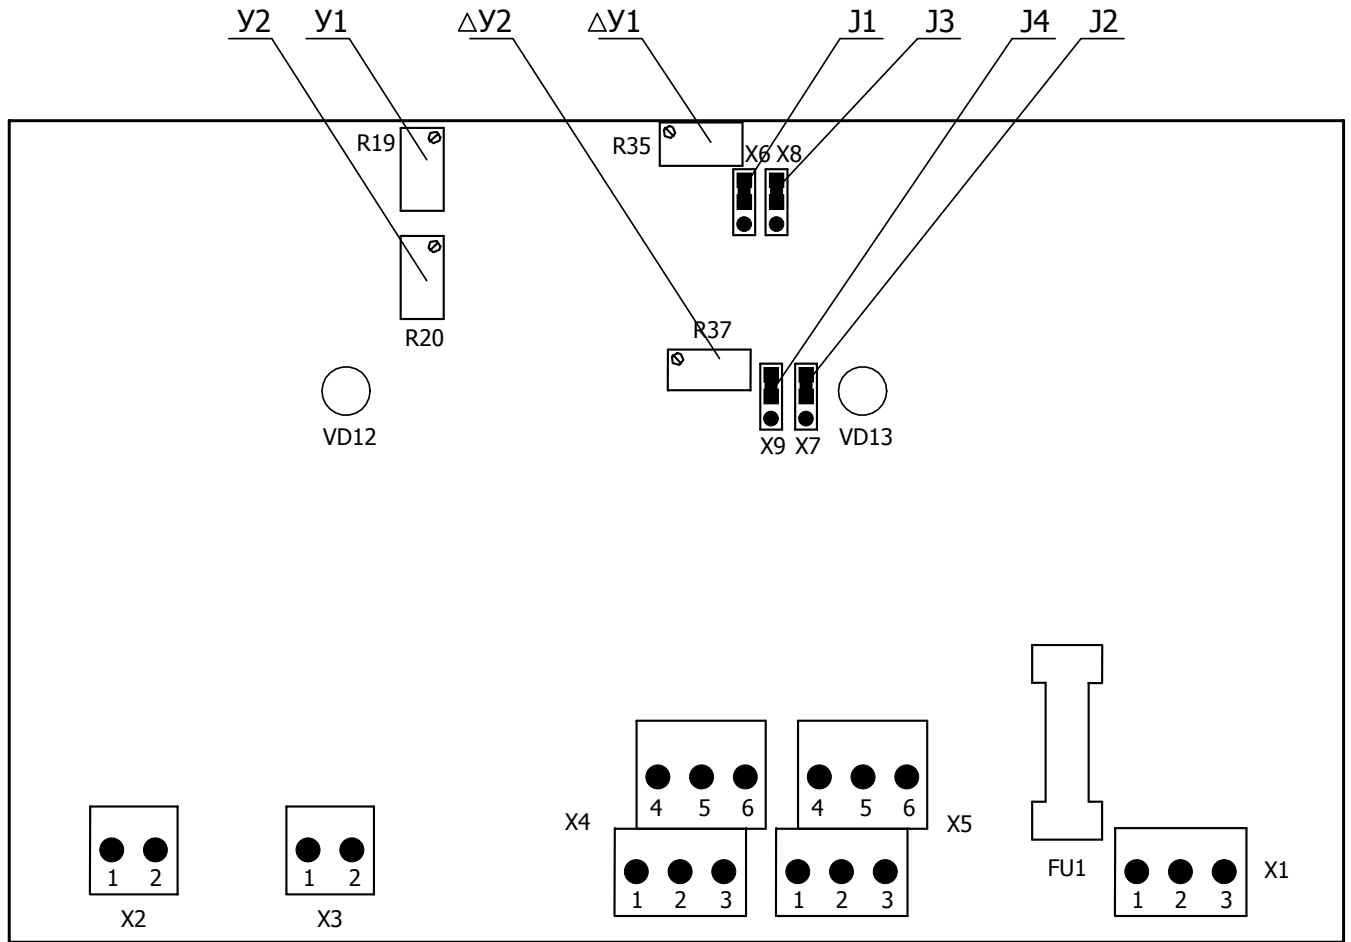 У2 У1 △У2 △У1 J1 J3 J4 J2
R19 R35 X6 X8
R20 R37
VD12 X9 X7 VD13
4 5 6 4 5 6
X4 X5
FU1 X1
1 2 1 2 1 2 3 1 2 3 1 2 3
X2 X3